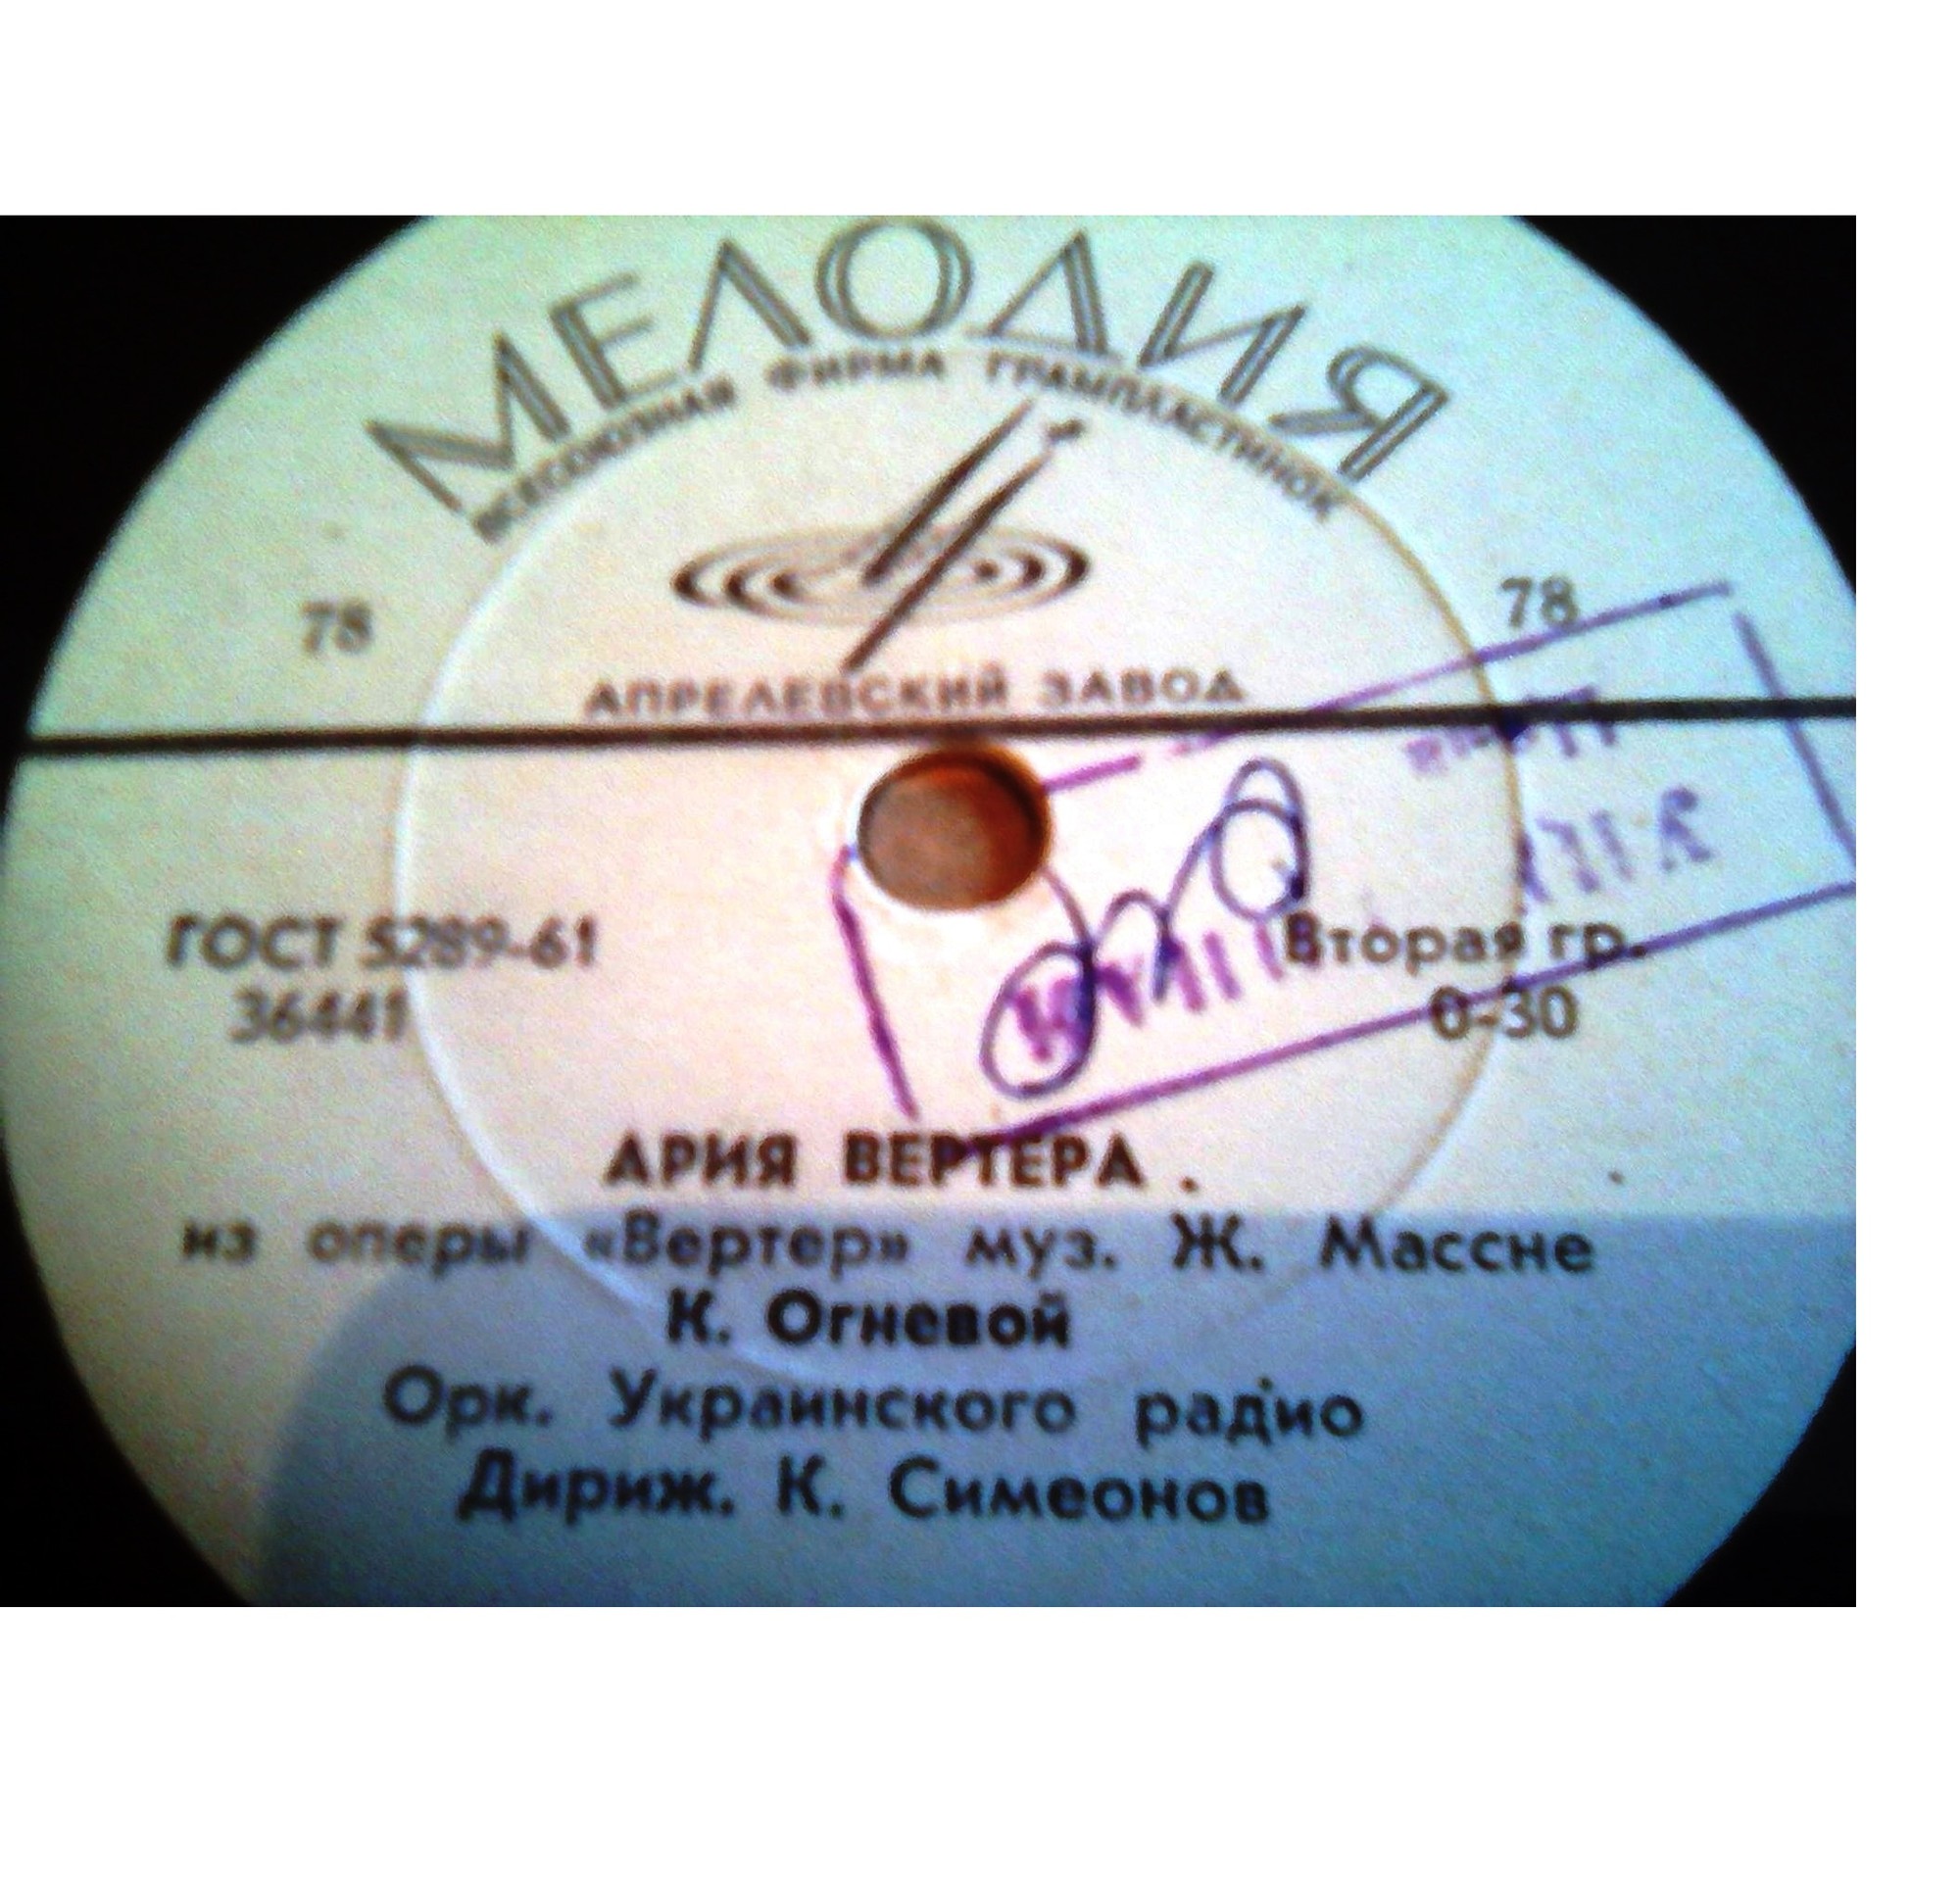 МЕЛОДИЯ
ВСЕСОЮЗНАЯ ФИРМА ГРАМПЛАСТИНОК
78 78
АПРЕЛЕВСКИЙ ЗАВОД
ГОСТ 5289-61 Вторая гр.
36441 0-30
АРИЯ ВЕРТЕРА .
из оперы «Вертер» муз. Ж. Массне
К. Огневой
Орк. Украинского радио
Дириж. К. Симеонов